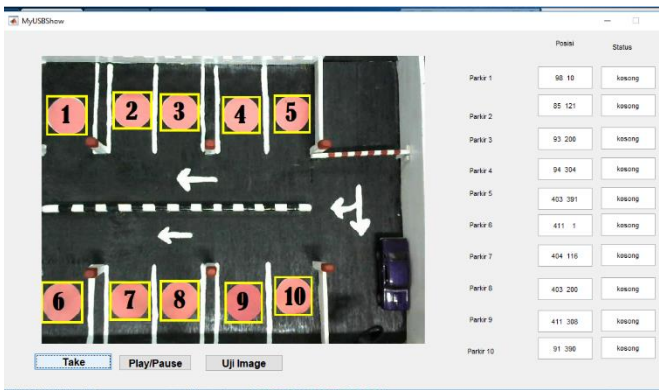 MyUSBShow
Posisi Status
Parkir 1 98 10 kosong
Parkir 2 85 121 kosong
Parkir 3 93 200 kosong
Parkir 4 94 304 kosong
Parkir 5 403 391 kosong
Parkir 6 411 1 kosong
Parkir 7 404 116 kosong
Parkir 8 403 200 kosong
Parkir 9 411 308 kosong
Parkir 10 91 390 kosong
1 2 3 4 5
6 7 8 9 10
Take Play/Pause Uji Image